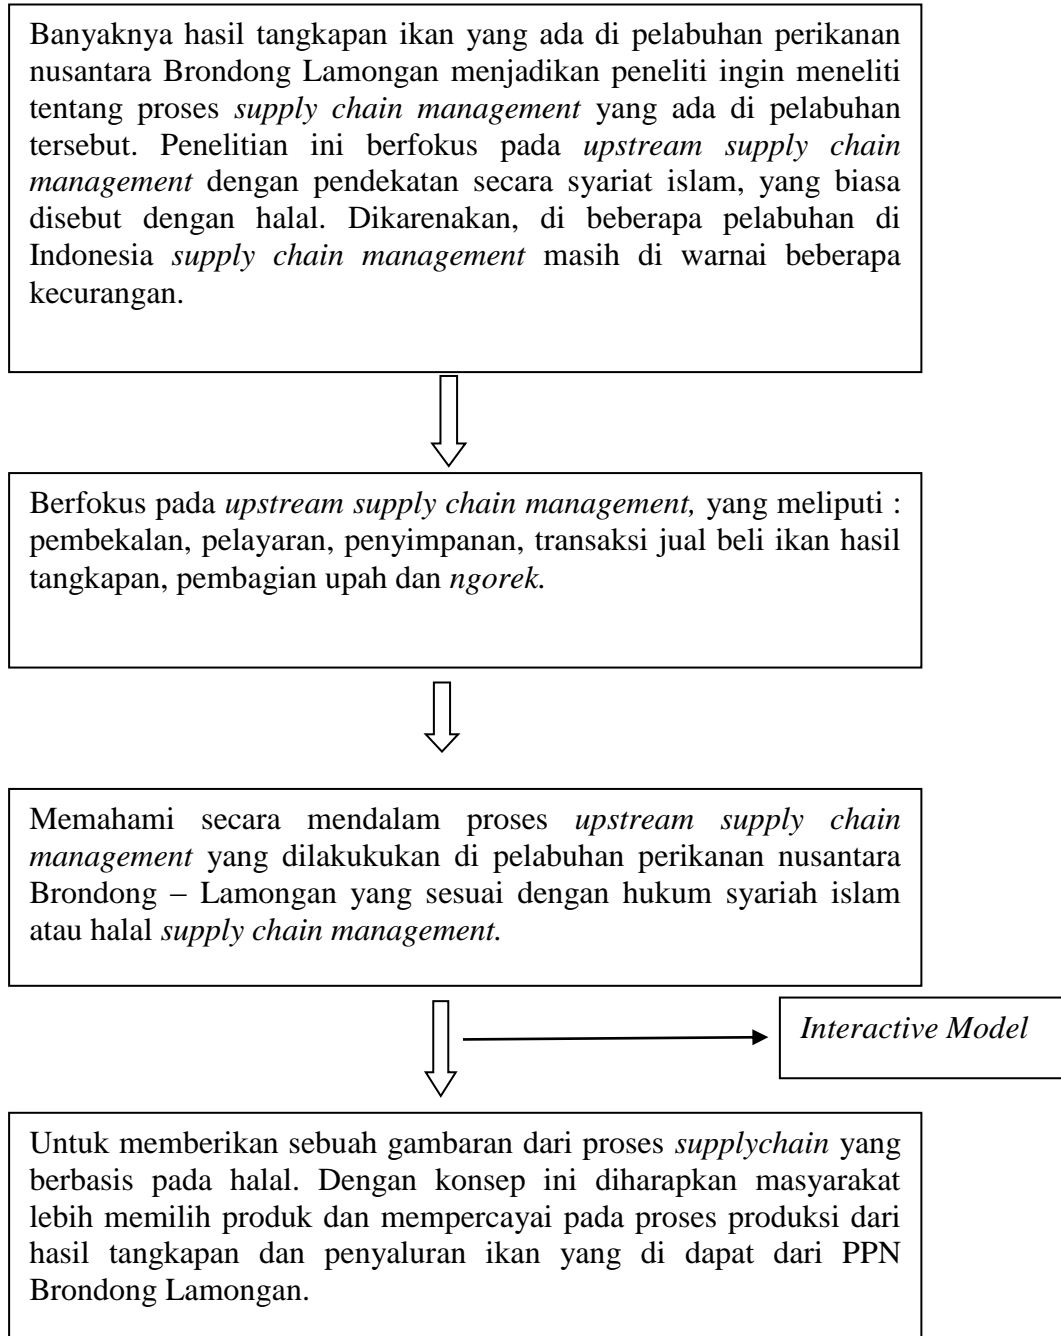 Banyaknya hasil tangkapan ikan yang ada di pelabuhan perikanan
nusantara Brondong Lamongan menjadikan peneliti ingin meneliti
tentang proses supply chain management yang ada di pelabuhan
tersebut. Penelitian ini berfokus pada upstream supply chain
management dengan pendekatan secara syariat islam, yang biasa
disebut dengan halal. Dikarenakan, di beberapa pelabuhan di
Indonesia supply chain management masih di warnai beberapa
kecurangan.
Berfokus pada upstream supply chain management, yang meliputi :
pembekalan, pelayaran, penyimpanan, transaksi jual beli ikan hasil
tangkapan, pembagian upah dan ngorek.
Memahami secara mendalam proses upstream supply chain
management yang dilakukukan di pelabuhan perikanan nusantara
Brondong – Lamongan yang sesuai dengan hukum syariah islam
atau halal supply chain management.
Interactive Model
Untuk memberikan sebuah gambaran dari proses supplychain yang
berbasis pada halal. Dengan konsep ini diharapkan masyarakat
lebih memilih produk dan mempercayai pada proses produksi dari
hasil tangkapan dan penyaluran ikan yang di dapat dari PPN
Brondong Lamongan.